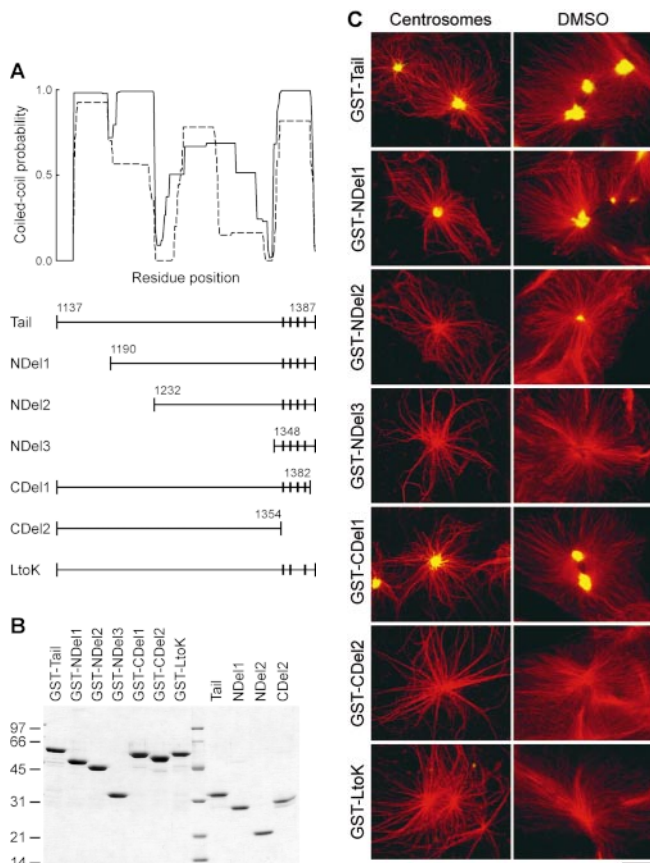 A
Coiled-coil probability
1.0
0.5
0.0
Residue position
1137
1387
Tail
1190
NDel1
1232
NDel2
1348
NDel3
1382
CDel1
1354
CDel2
LtoK
B
GST-Tail
GST-NDel1
GST-NDel2
GST-NDel3
GST-CDel1
GST-CDel2
GST-LtoK
Tail
NDel1
NDel2
CDel2
97
66
45
31
21
14
C
Centrosomes DMSO
GST-Tail
GST-NDel1
GST-NDel2
GST-NDel3
GST-CDel1
GST-CDel2
GST-LtoK